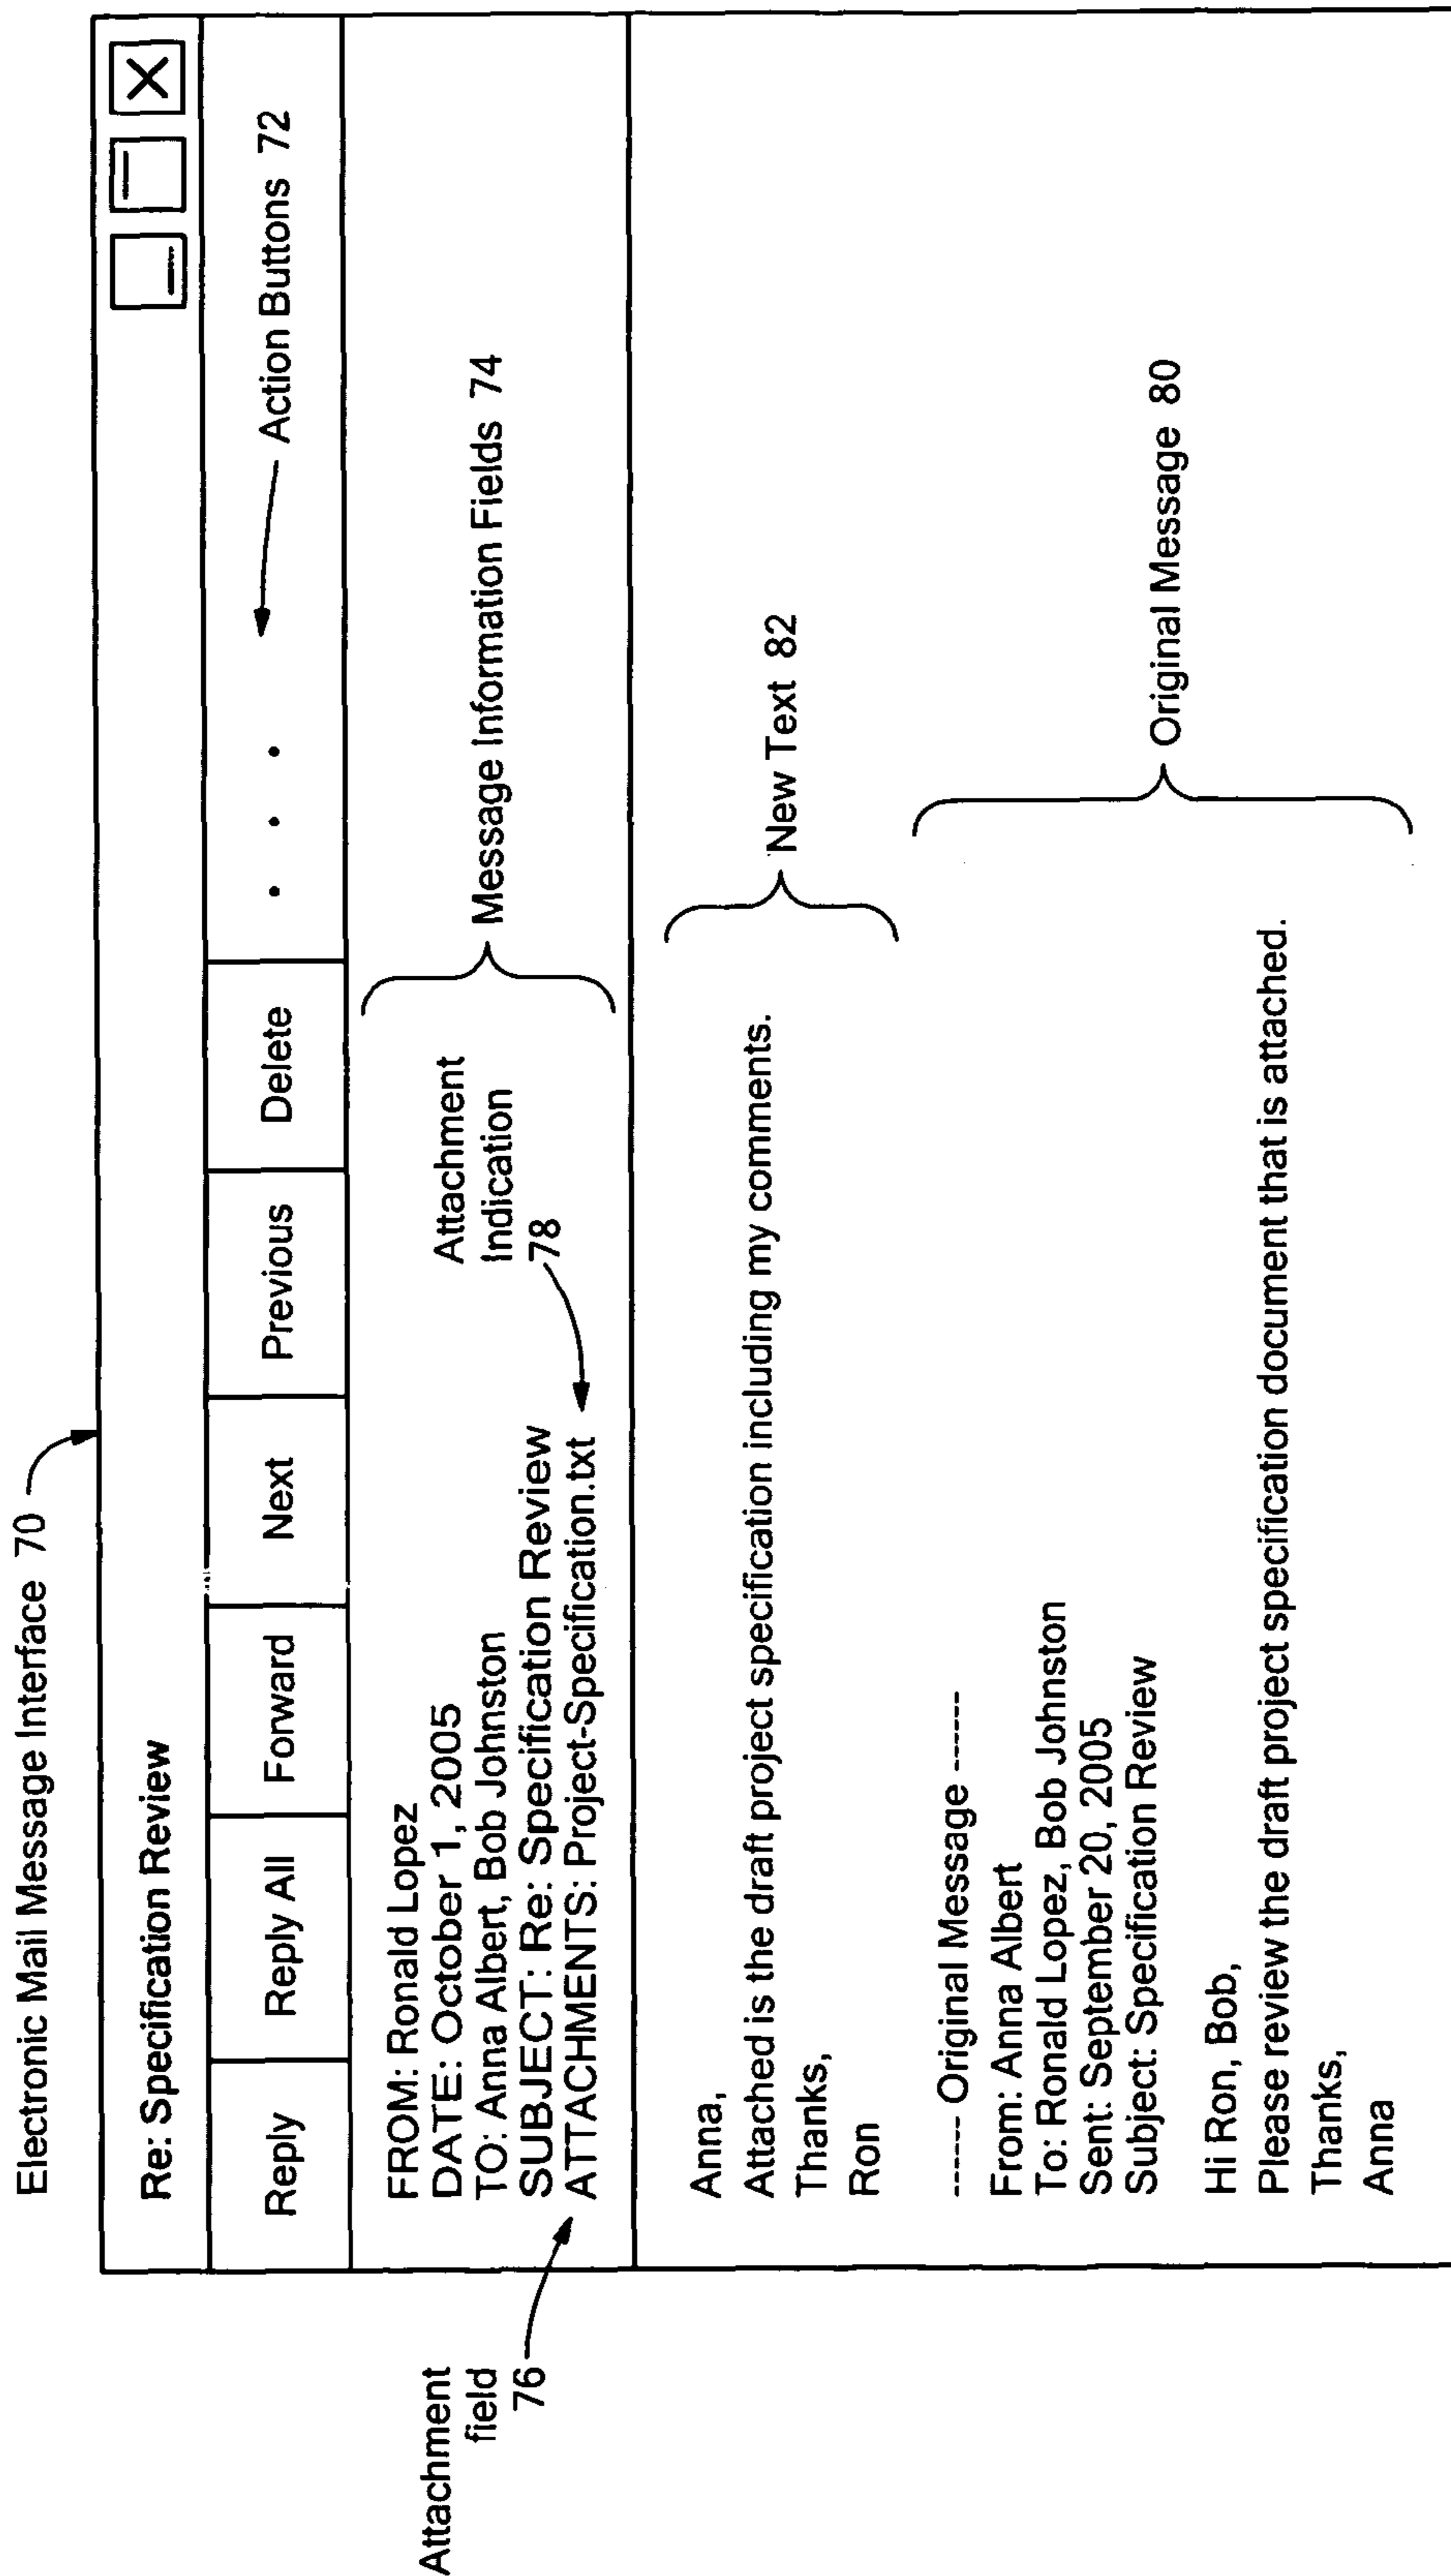 Electronic Mail Message Interface 70
Re: Specification Review
Reply Reply All Forward Next Previous Delete . . . Action Buttons 72
FROM: Ronald Lopez
DATE: October 1, 2005
TO: Anna Albert, Bob Johnston
SUBJECT: Re: Specification Review
ATTACHMENTS: Project-Specification.txt
Attachment
field
76
Attachment
Indication
78
Message Information Fields 74
Anna,
Attached is the draft project specification including my comments.
Thanks,
Ron
New Text 82
------ Original Message ------
From: Anna Albert
To: Ronald Lopez, Bob Johnston
Sent: September 20, 2005
Subject: Specification Review
Hi Ron, Bob,
Please review the draft project specification document that is attached.
Thanks,
Anna
Original Message 80